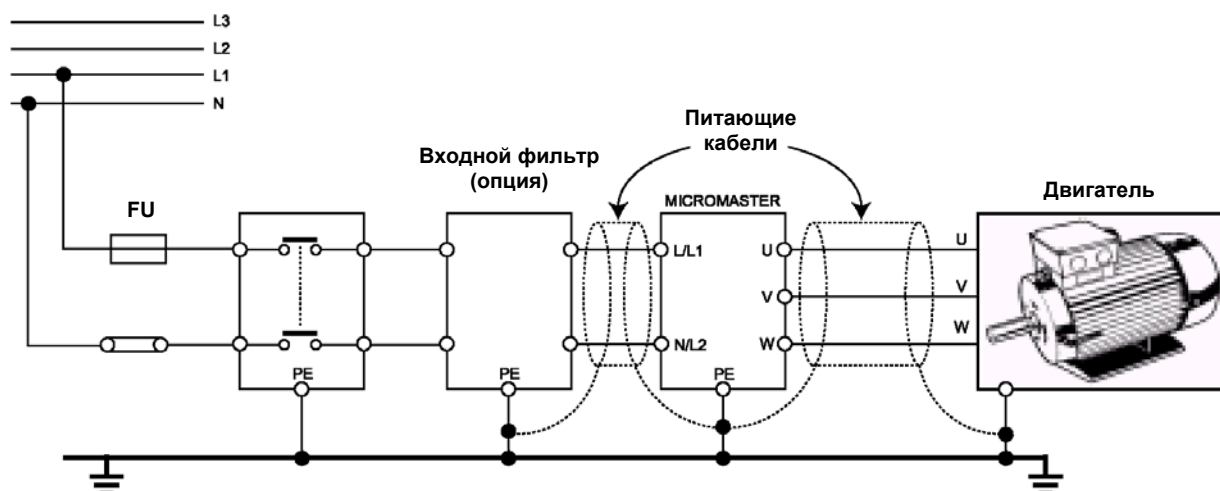 L3
L2
L1
N
Питающие
кабели
Входной фильтр
(опция)
Двигатель
FU
MICROMASTER
L/L1
U
U
V
V
N/L2
W
W
PE
PE
PE